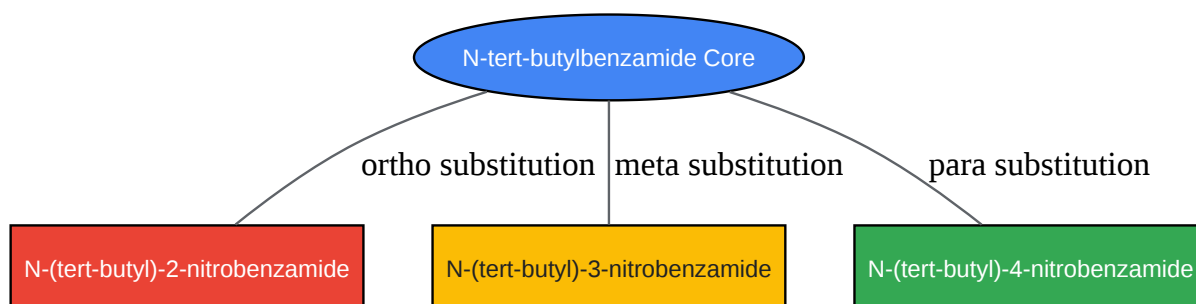 N-tert-butylbenzamide Core
ortho substitution
meta substitution
para substitution
N-(tert-butyl)-2-nitrobenzamide
N-(tert-butyl)-3-nitrobenzamide
N-(tert-butyl)-4-nitrobenzamide